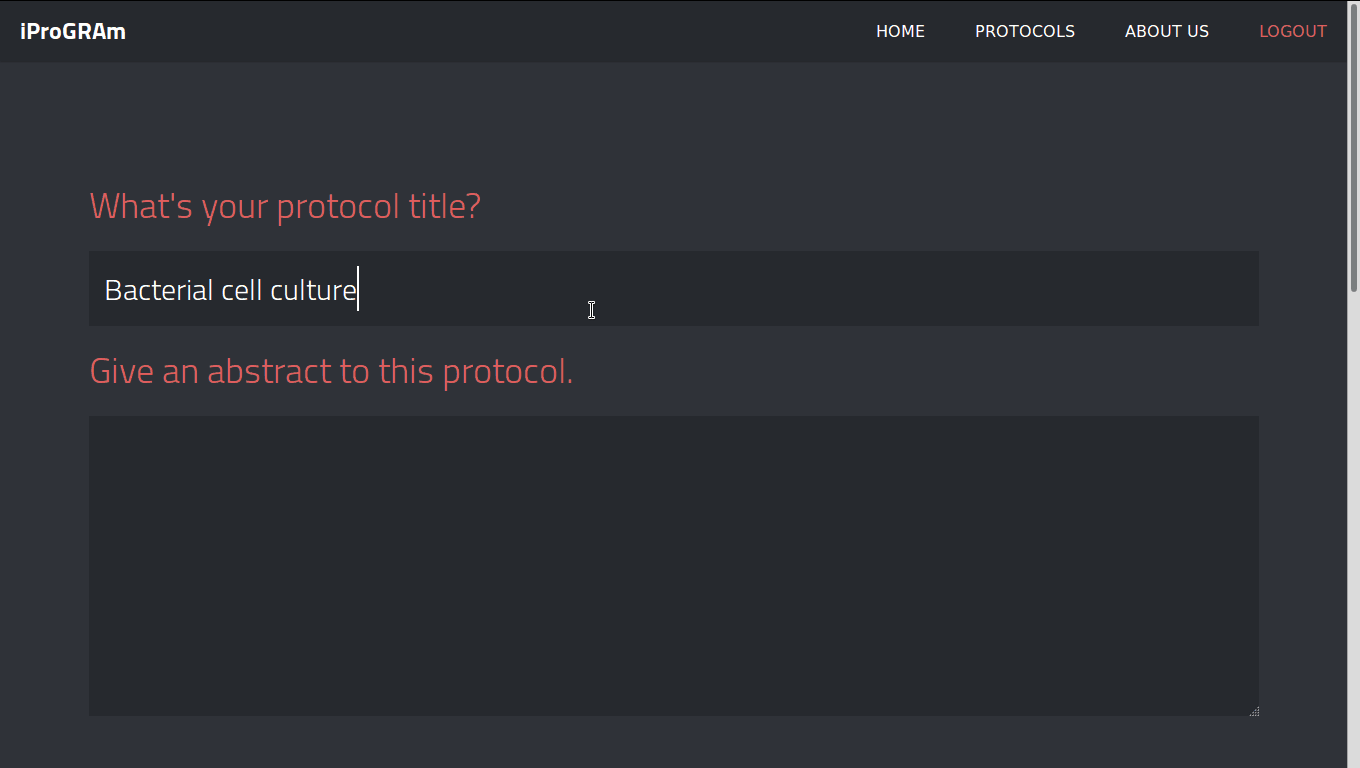 iProGRAm HOME PROTOCOLS ABOUT US LOGOUT
What's your protocol title?
Bacterial cell culture
Give an abstract to this protocol.